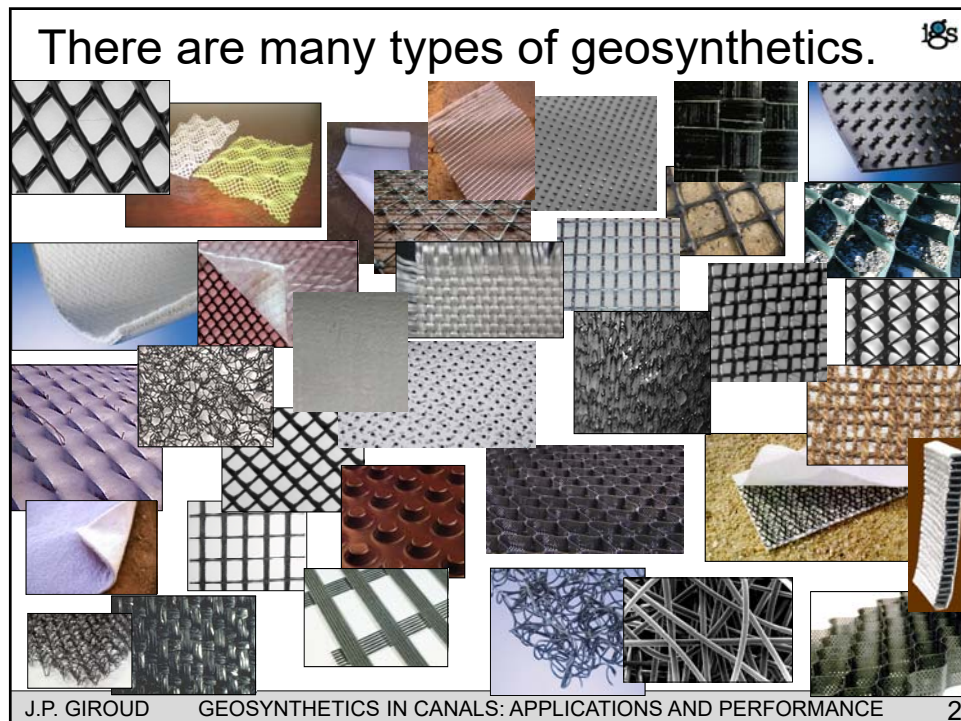 There are many types of geosynthetics.
igs
J.P. GIROUD GEOSYNTHETICS IN CANALS: APPLICATIONS AND PERFORMANCE 2